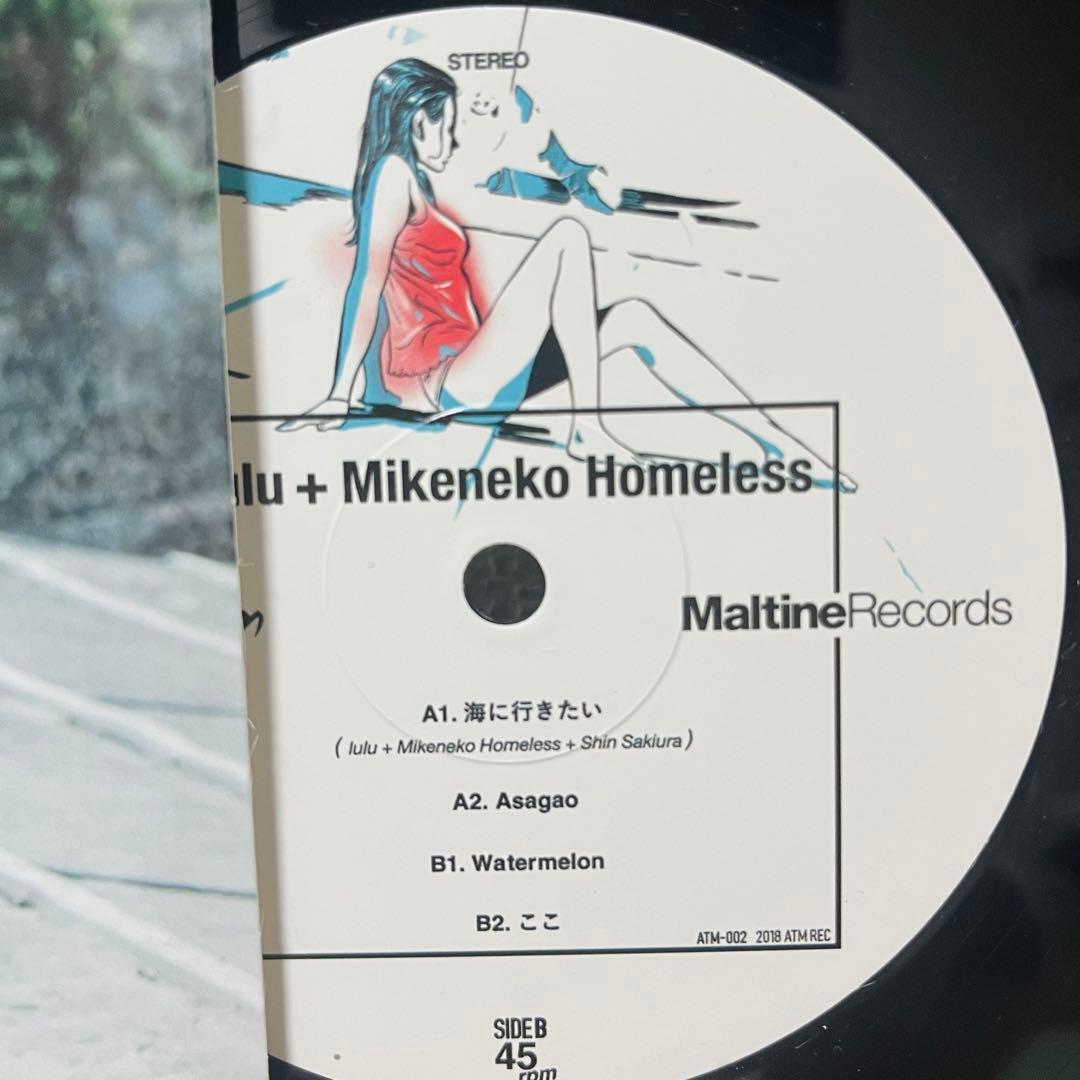 STEREO
lulu + Mikeneko Homeless
MaltineRecords
A1. 海に行きたい
( lulu + Mikeneko Homeless + Shin Sakiura )
A2. Asagao
B1. Watermelon
B2. ここ
ATM-002 2018 ATM REC
SIDE B
45
rpm